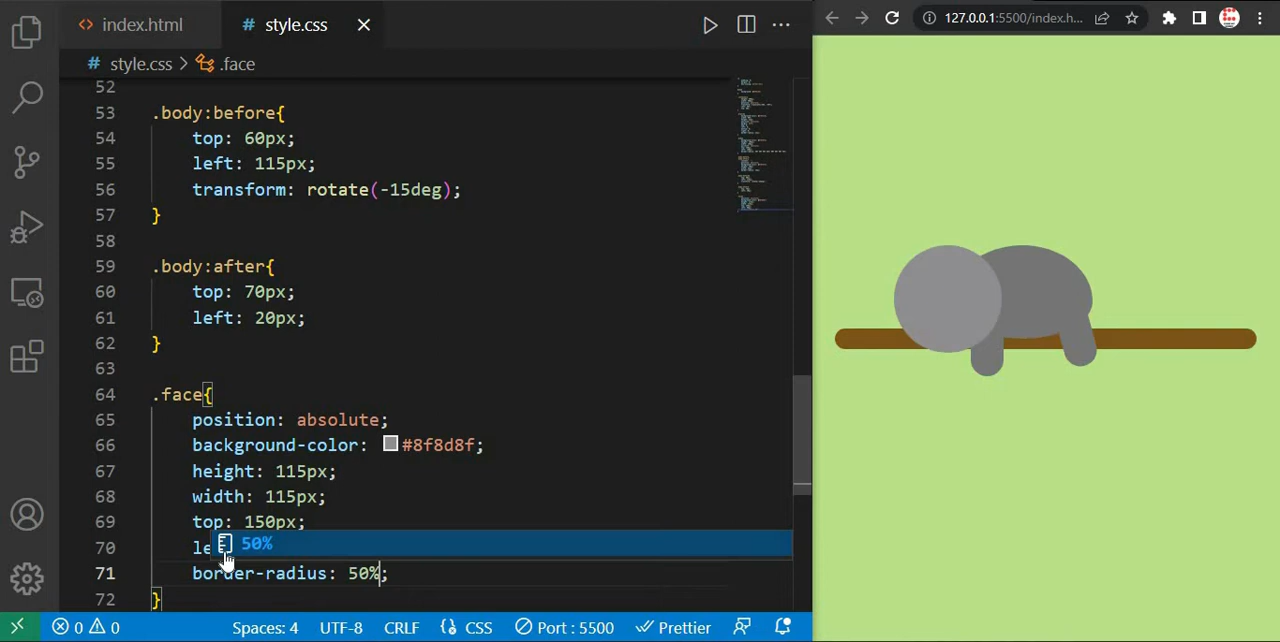 index.html
# style.css
127.0.0.1:5500/index.h...
# style.css > .face
52
53 .body:before{
54 top: 60px;
55 left: 115px;
56 transform: rotate(-15deg);
57 }
58
59 .body:after{
60 top: 70px;
61 left: 20px;
62 }
63
64 .face{
65 position: absolute;
66 background-color: #8f8d8f;
67 height: 115px;
68 width: 115px;
69 top: 150px;
50%
70 le
71 border-radius: 50%;
72 }
0 0 Spaces: 4 UTF-8 CRLF {} CSS Port : 5500 Prettier